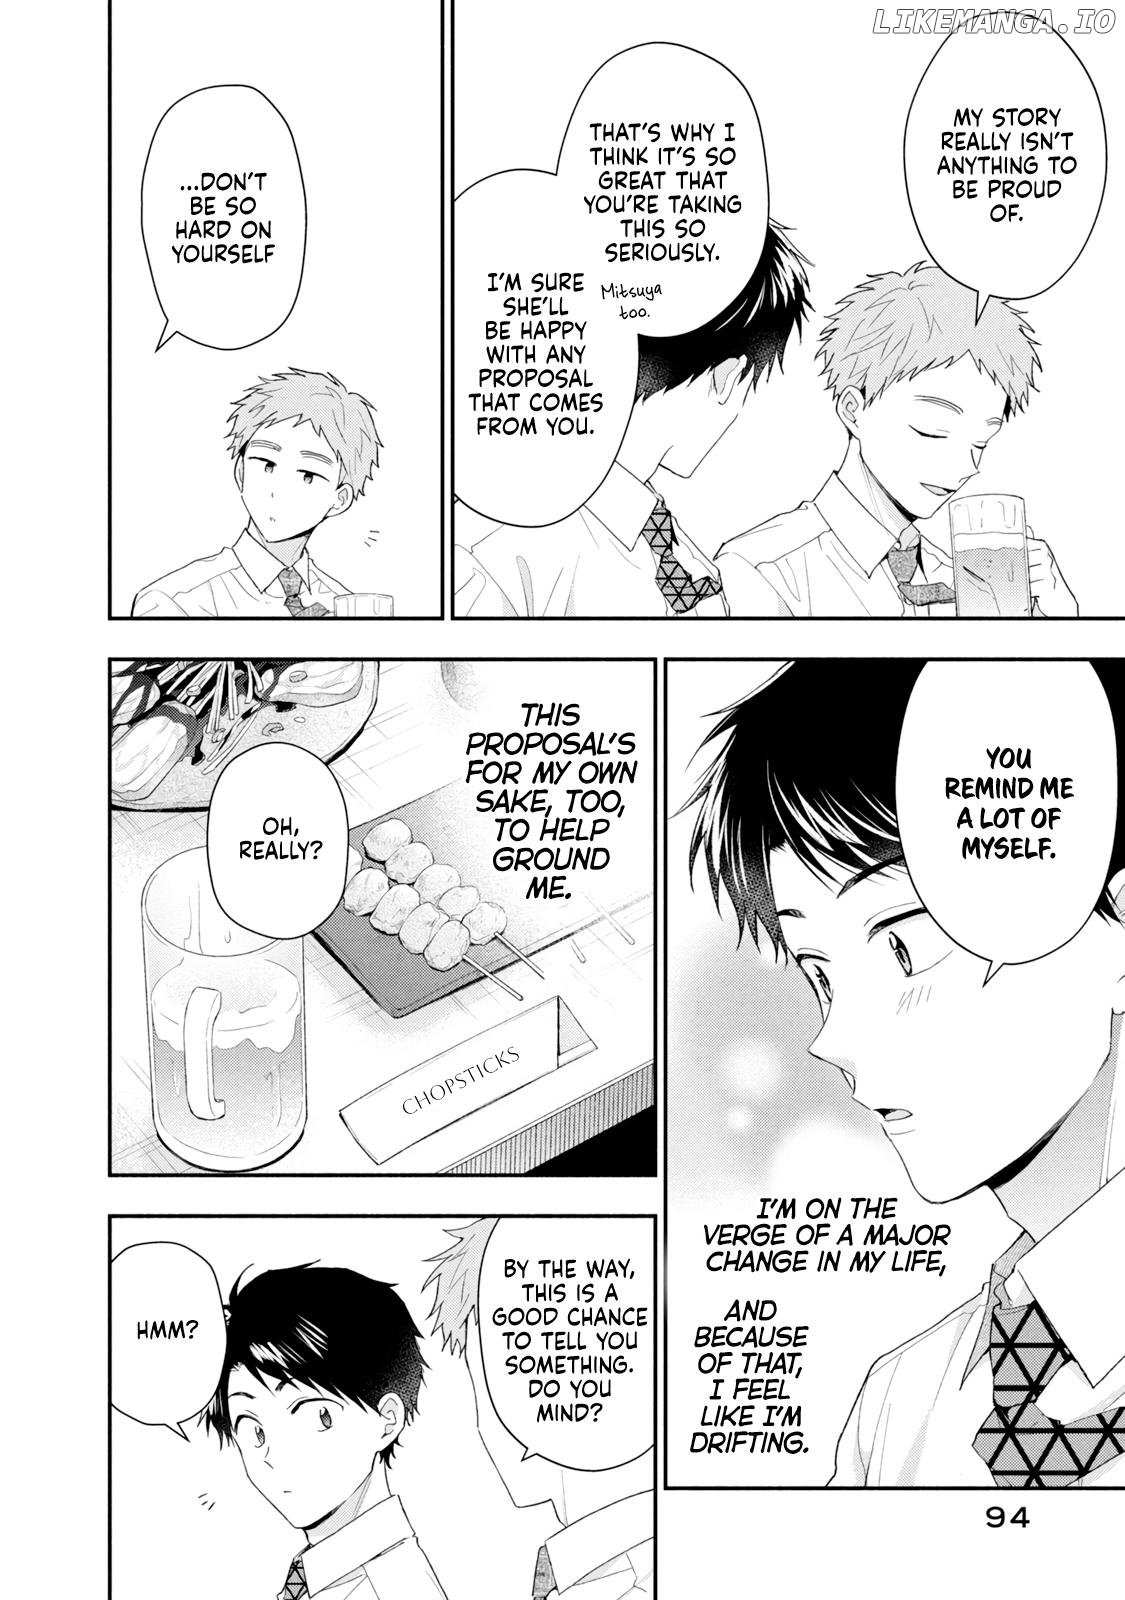 LIKEMANGA.IO
MY STORY
REALLY ISN'T
ANYTHING TO
BE PROUD
OF.
THAT'S WHY I
THINK IT'S SO
GREAT THAT
YOU'RE TAKING
THIS SO
SERIOUSLY.
Mitsuya
too.
I'M SURE
SHE'LL
BE HAPPY
WITH ANY
PROPOSAL
THAT COMES
FROM YOU.
...DON'T
BE SO
HARD ON
YOURSELF
YOU
REMIND ME
A LOT OF
MYSELF.
I'M ON THE
VERGE OF A MAJOR
CHANGE IN MY LIFE,
AND
BECAUSE
OF THAT,
I FEEL
LIKE I'M
DRIFTING.
THIS
PROPOSAL'S
FOR MY OWN
SAKE, TOO,
TO HELP
GROUND
ME.
OH,
REALLY?
CHOPSTICKS
BY THE WAY,
THIS IS A
GOOD CHANCE
TO TELL YOU
SOMETHING.
DO YOU
MIND?
HMM?
94